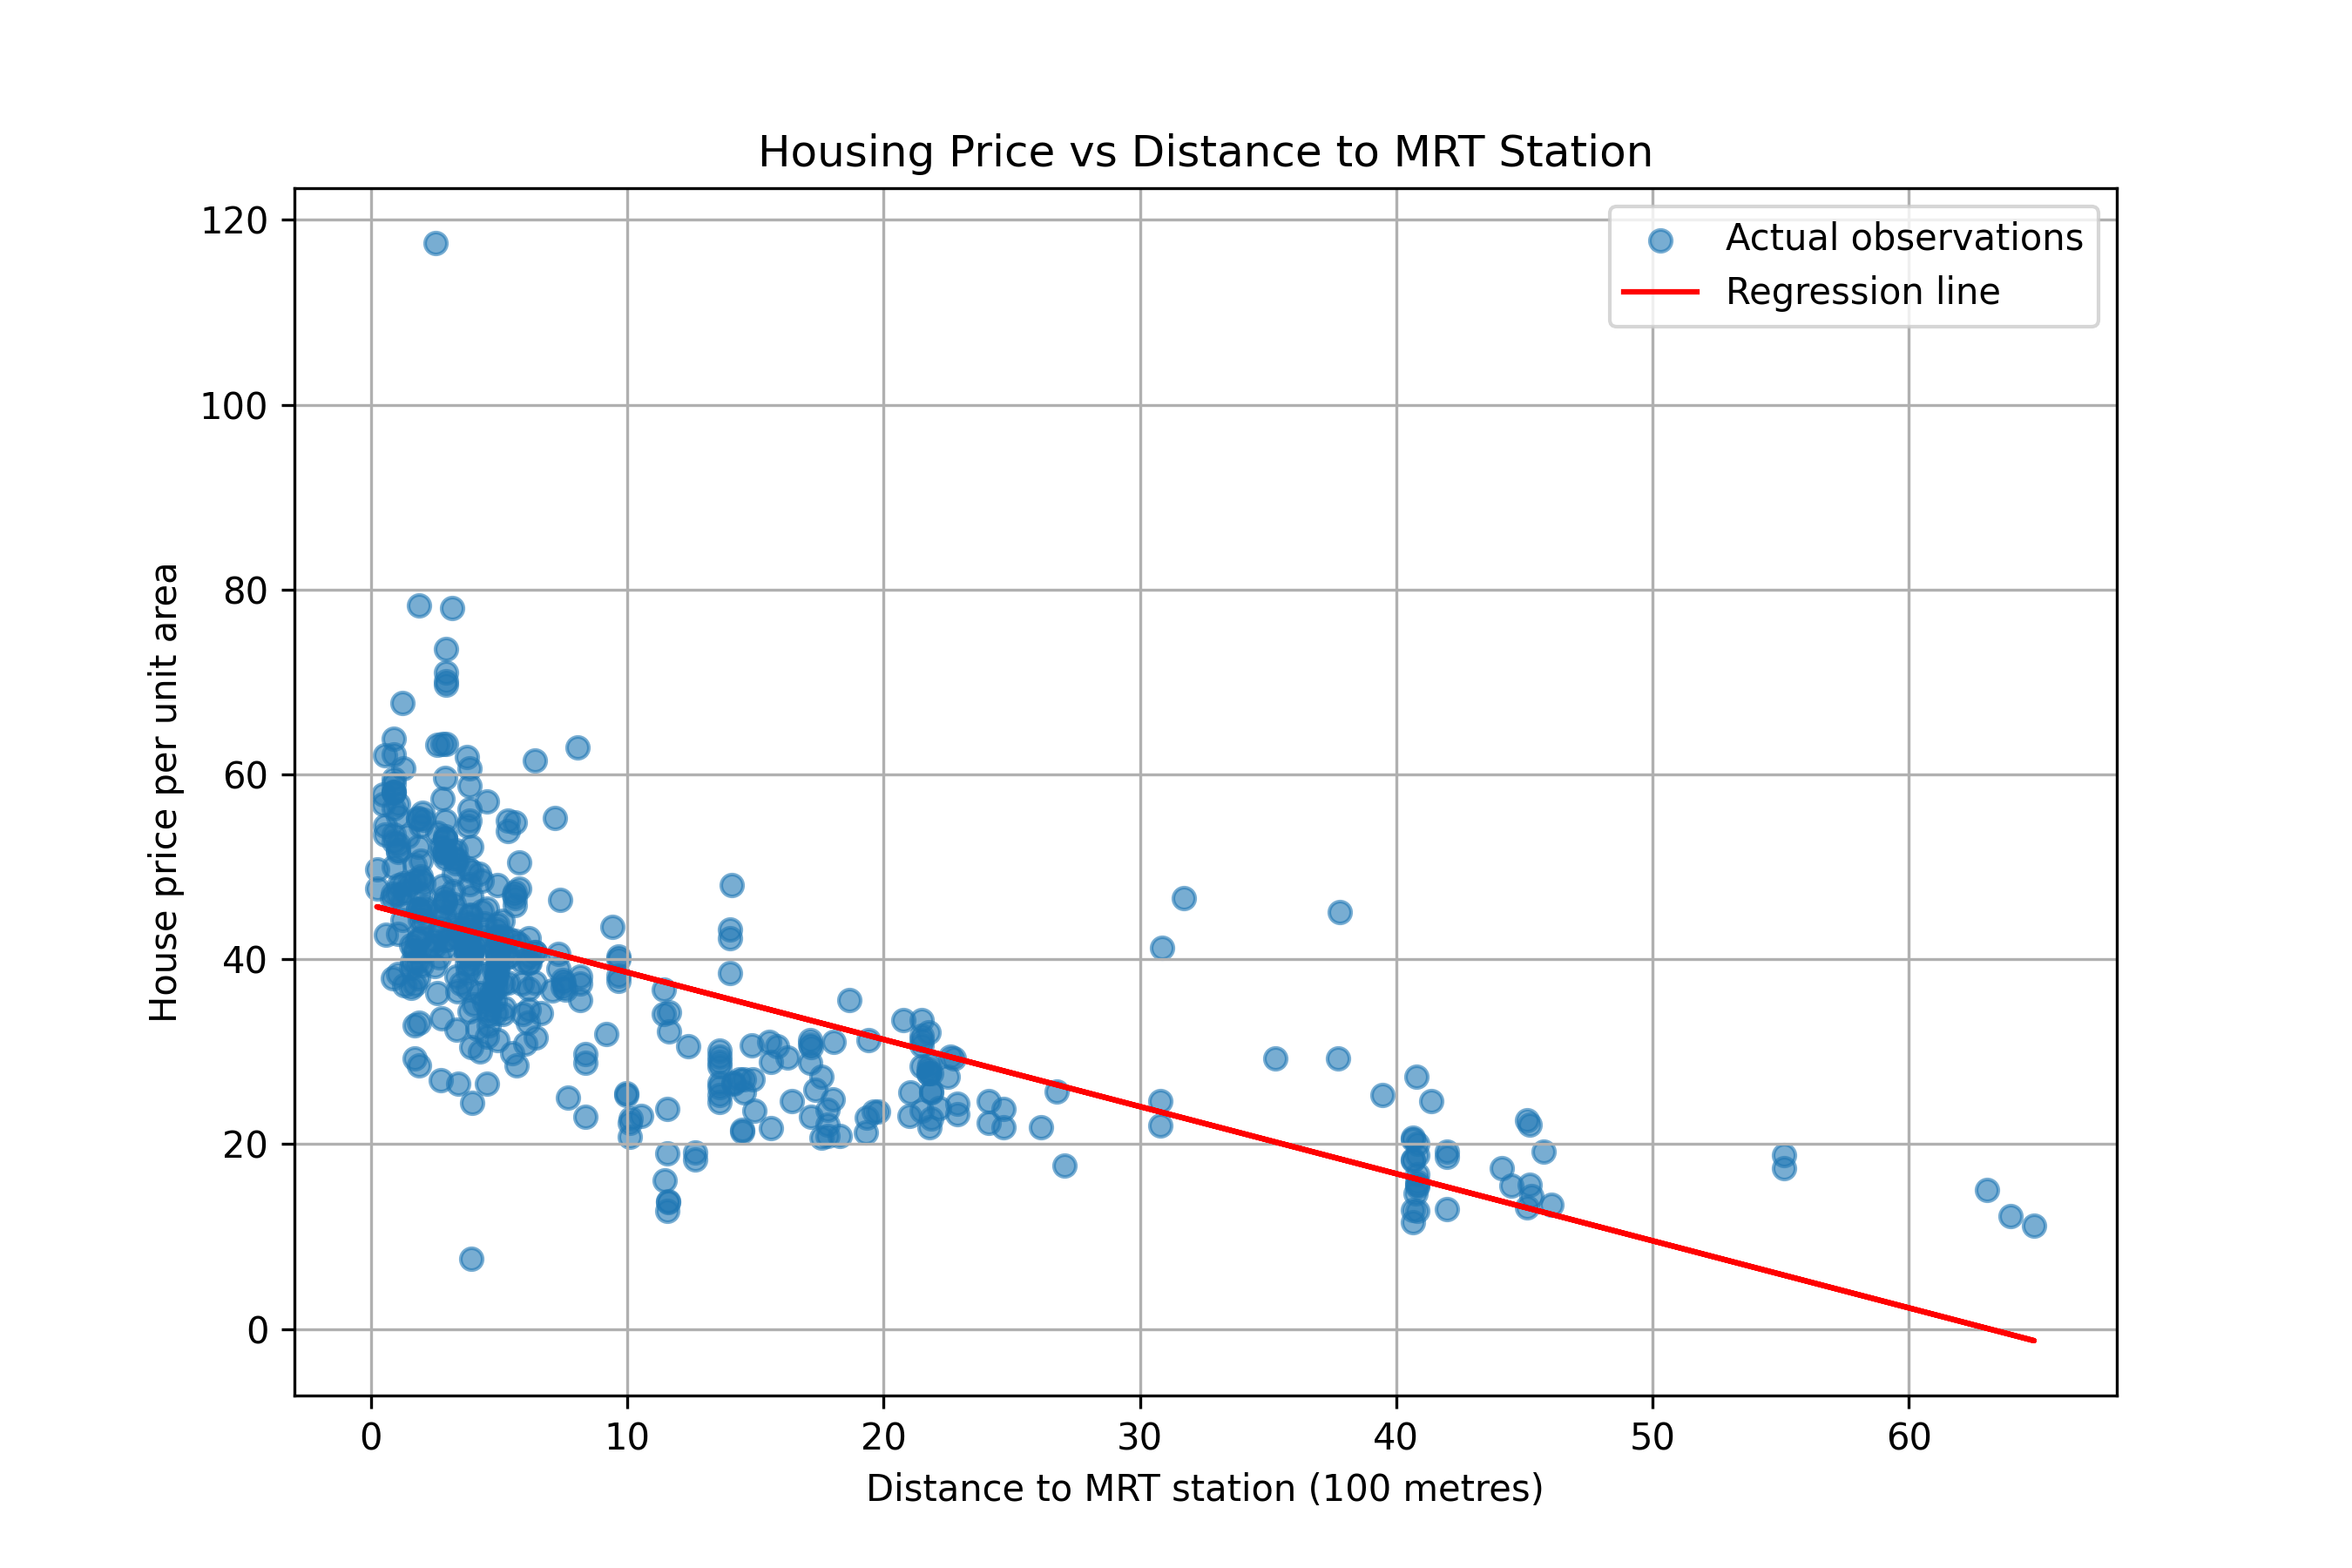 Housing Price vs Distance to MRT Station
Actual observations
Regression line
House price per unit area
120
100
80
60
40
20
0
0 10 20 30 40 50 60
Distance to MRT station (100 metres)